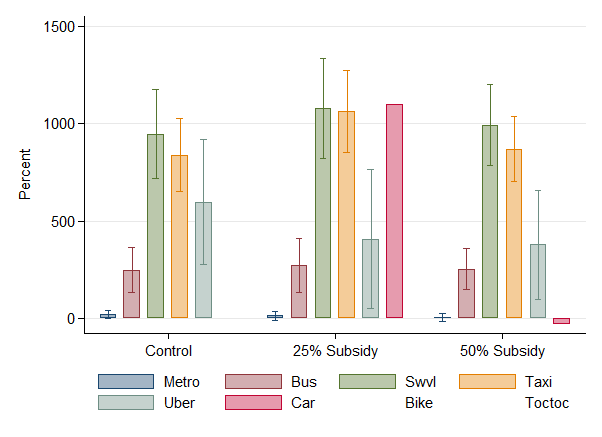 1500
1000
500
0
Percent
Control 25% Subsidy 50% Subsidy
Metro Bus Swvl Taxi
Uber Car Bike Toctoc